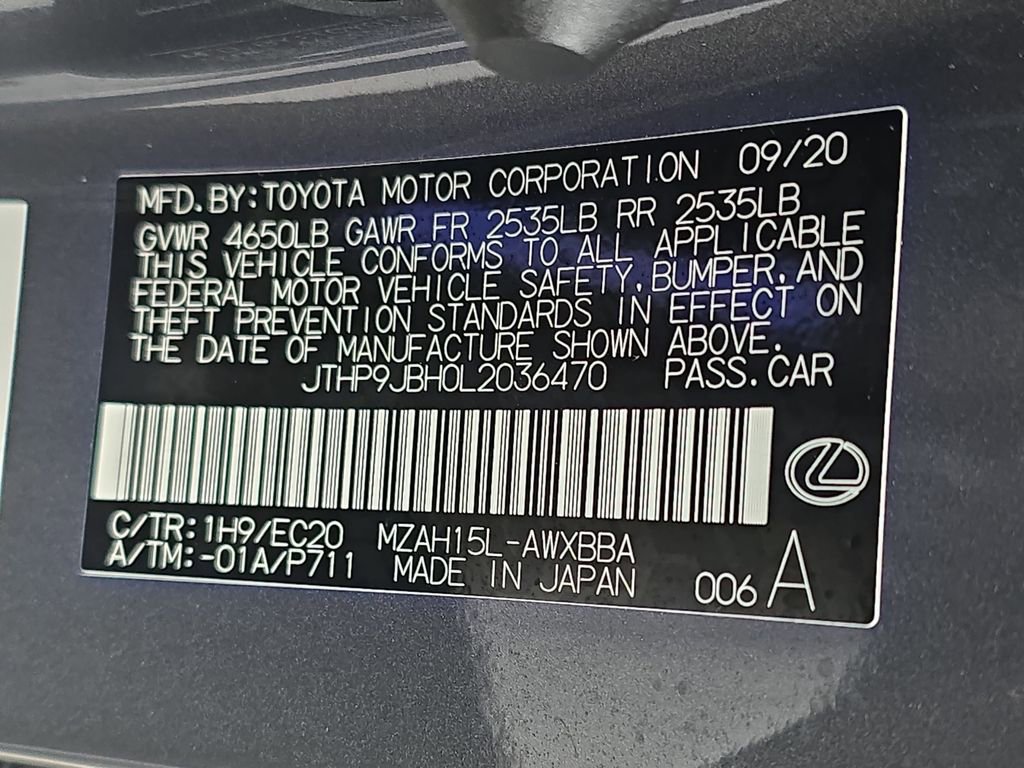 MFD. BY: TOYOTA MOTOR CORPORATION 09/20
GVWR 4650LB GAWR FR 2535LB RR 2535LB
THIS VEHICLE CONFORMS TO ALL APPLICABLE
FEDERAL MOTOR VEHICLE SAFETY, BUMPER, AND
THEFT PREVENTION STANDARDS IN EFFECT ON
THE DATE OF MANUFACTURE SHOWN ABOVE.
JTHP9JBH0L2036470 PASS.CAR
C/TR: 1H9/EC20 MZAH15L-AWXBBA
A/TM: -01A/P711 MADE IN JAPAN 006 A